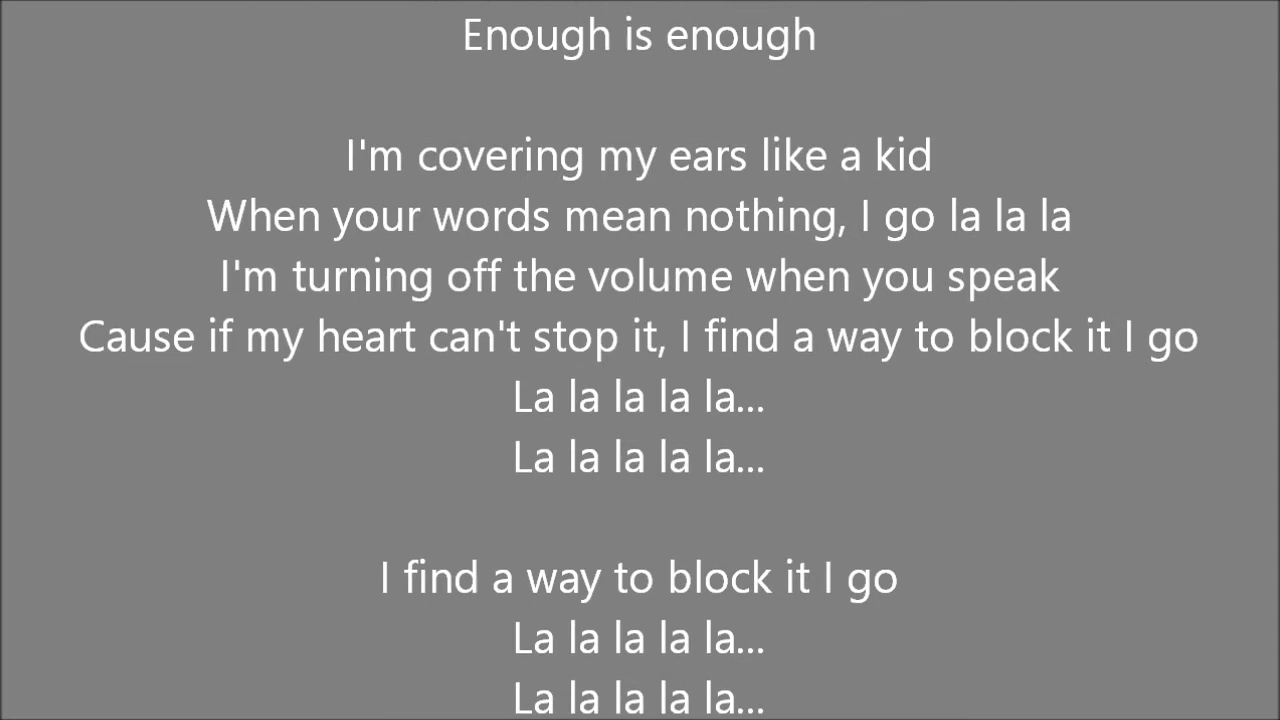 Enough is enough
I'm covering my ears like a kid
When your words mean nothing, I go la la la
I'm turning off the volume when you speak
Cause if my heart can't stop it, I find a way to block it I go
La la la la la...
La la la la la...
I find a way to block it I go
La la la la la...
La la la la la...